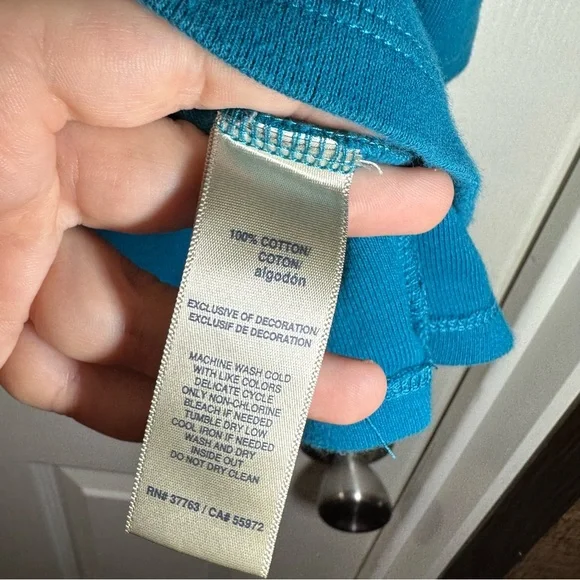 100% COTTON/
COTON/
algodón
EXCLUSIVE OF DECORATION/
EXCLUSIF DE DECORATION
MACHINE WASH COLD
WITH LIKE COLORS
DELICATE CYCLE
ONLY NON-CHLORINE
BLEACH IF NEEDED
TUMBLE DRY LOW
COOL IRON IF NEEDED
WASH AND DRY
INSIDE OUT
DO NOT DRY CLEAN
RN# 37763 / CA# 55972